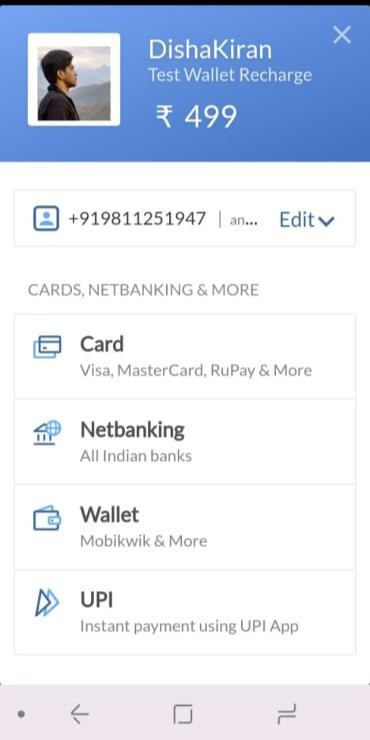 DishaKiran
Test Wallet Recharge
₹ 499
+919811251947 | an... Edit
CARDS, NETBANKING & MORE
Card
Visa, MasterCard, RuPay & More
Netbanking
All Indian banks
Wallet
Mobikwik & More
UPI
Instant payment using UPI App